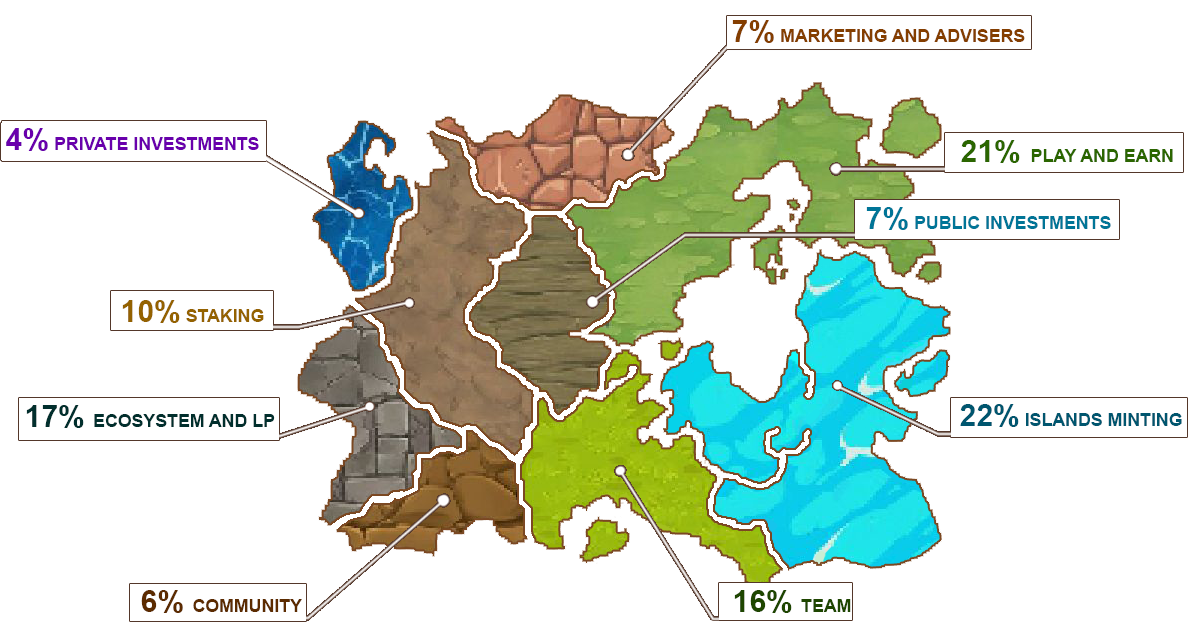 7% MARKETING AND ADVISERS
4% PRIVATE INVESTMENTS
21% PLAY AND EARN
7% PUBLIC INVESTMENTS
10% STAKING
17% ECOSYSTEM AND LP
22% ISLANDS MINTING
6% COMMUNITY
16% TEAM